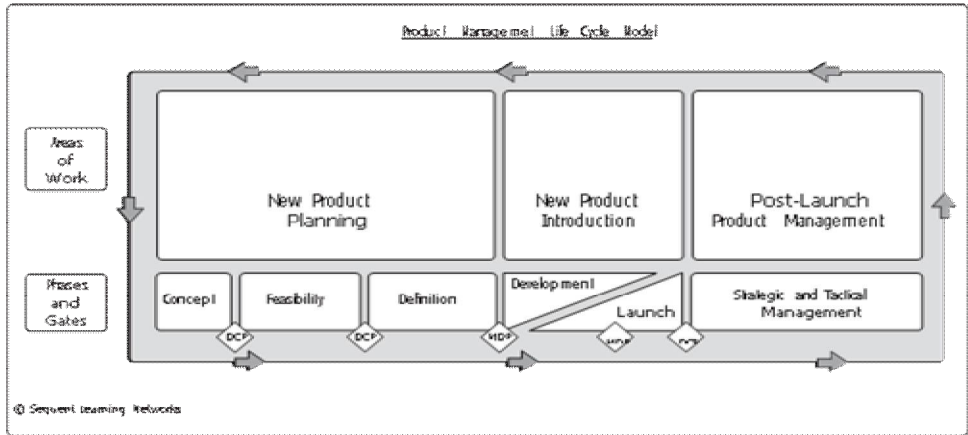 Product Management Life Cycle Model
Areas
of
Work
New Product
Planning
New Product
Introduction
Post-Launch
Product Management
Phases
and
Gates
Concept
Feasibility
Definition
Development
Launch
Strategic and Tactical
Management
DCP
DCP
© Sequent Learning Networks